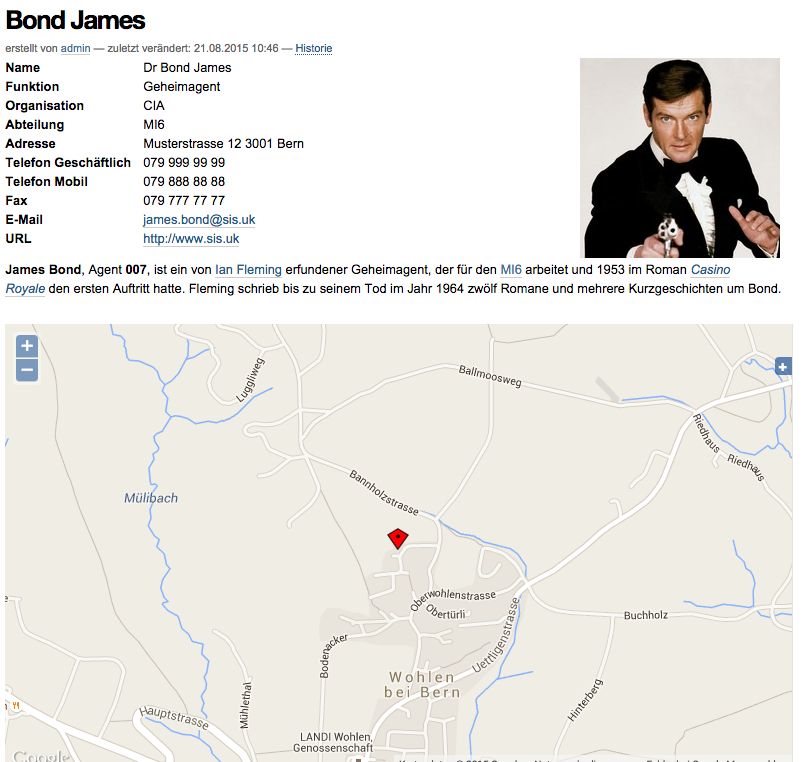 Bond James
erstellt von admin — zuletzt verändert: 21.08.2015 10:46 — Historie
Name Dr Bond James
Funktion Geheimagent
Organisation CIA
Abteilung MI6
Adresse Musterstrasse 12 3001 Bern
Telefon Geschäftlich 079 999 99 99
Telefon Mobil 079 888 88 88
Fax 079 777 77 77
E-Mail james.bond@sis.uk
URL http://www.sis.uk
James Bond, Agent 007, ist ein von Ian Fleming erfundener Geheimagent, der für den MI6 arbeitet und 1953 im Roman Casino
Royale den ersten Auftritt hatte. Fleming schrieb bis zu seinem Tod im Jahr 1964 zwölf Romane und mehrere Kurzgeschichten um Bond.
+
−
+
Luggliweg
Ballmoosweg
Riedhaus
Riedhaus
Bannholzstrasse
Mülibach
Oberwohlenstrasse
Obertürli
Buchholz
Uettligenstrasse
Bodenacker
Wohlen
bei Bern
Mühlethal
Hinterberg
Hauptstrasse
LANDI Wohlen,
Genossenschaft
Google